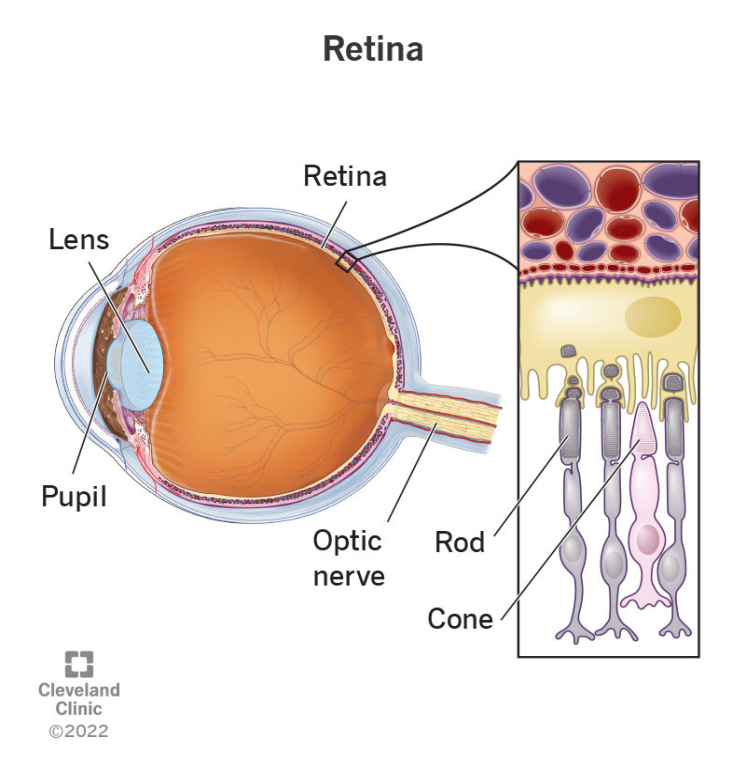 Retina
Retina
Lens
Pupil
Optic
nerve
Rod
Cone
Cleveland
Clinic
©2022